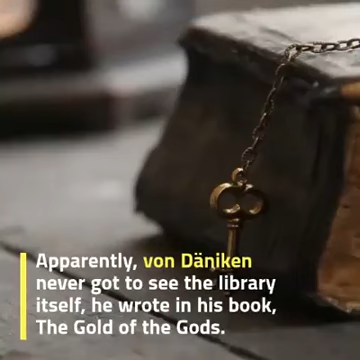 Apparently, von Däniken
never got to see the library
itself, he wrote in his book,
The Gold of the Gods.